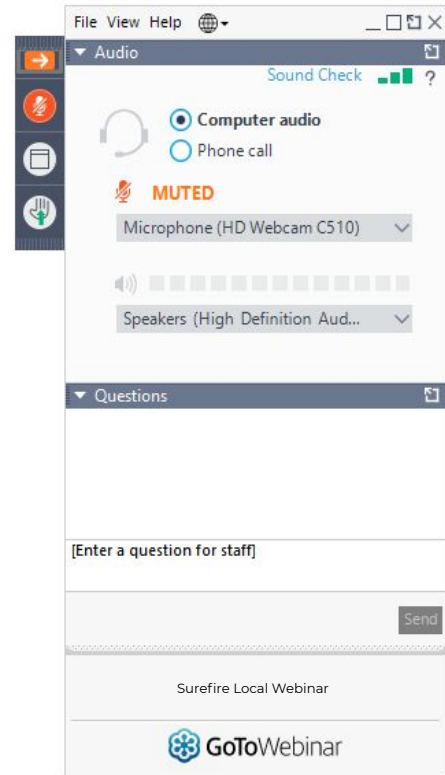 File View Help
Audio
Sound Check ?
Computer audio
Phone call
MUTED
Microphone (HD Webcam C510)
Speakers (High Definition Aud...
Questions
[Enter a question for staff]
Send
Surefire Local Webinar
GoToWebinar